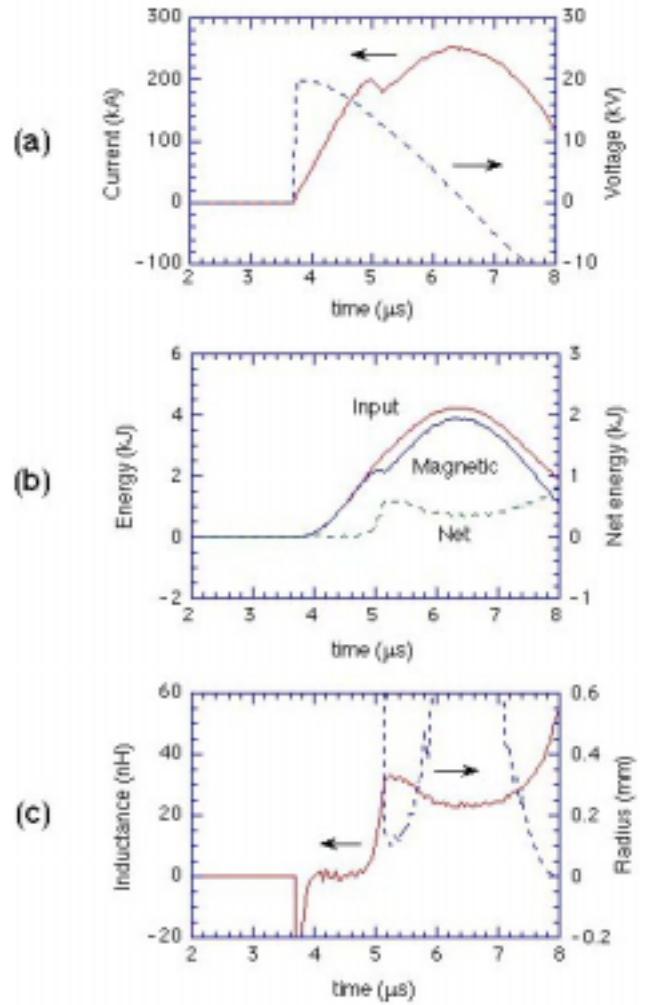 (a)
Current (kA)
300
200
100
0
-100
Voltage (kV)
30
20
10
0
-10
2 3 4 5 6 7 8
time (μs)
(b)
Energy (kJ)
6
4
2
0
-2
Input
Magnetic
Net
Net energy (kJ)
3
2
1
0
-1
2 3 4 5 6 7 8
time (μs)
(c)
Inductance (nH)
60
40
20
0
-20
Radius (mm)
0.6
0.4
0.2
0
-0.2
2 3 4 5 6 7 8
time (μs)